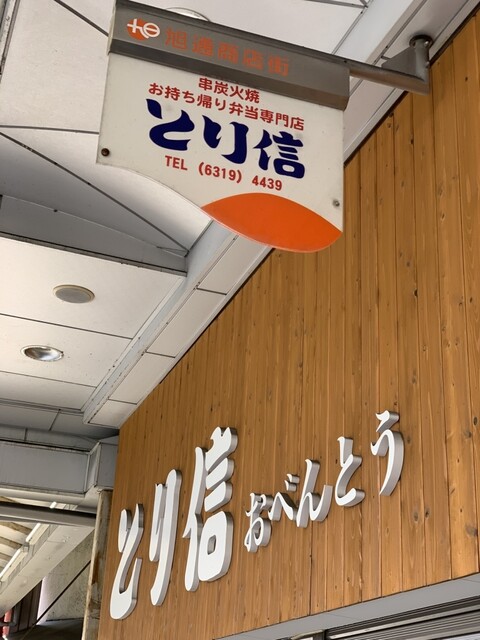 旭通商店街
串炭火焼
お持ち帰り弁当専門店
とり信
TEL (6319) 4439
とり信 おべんとう